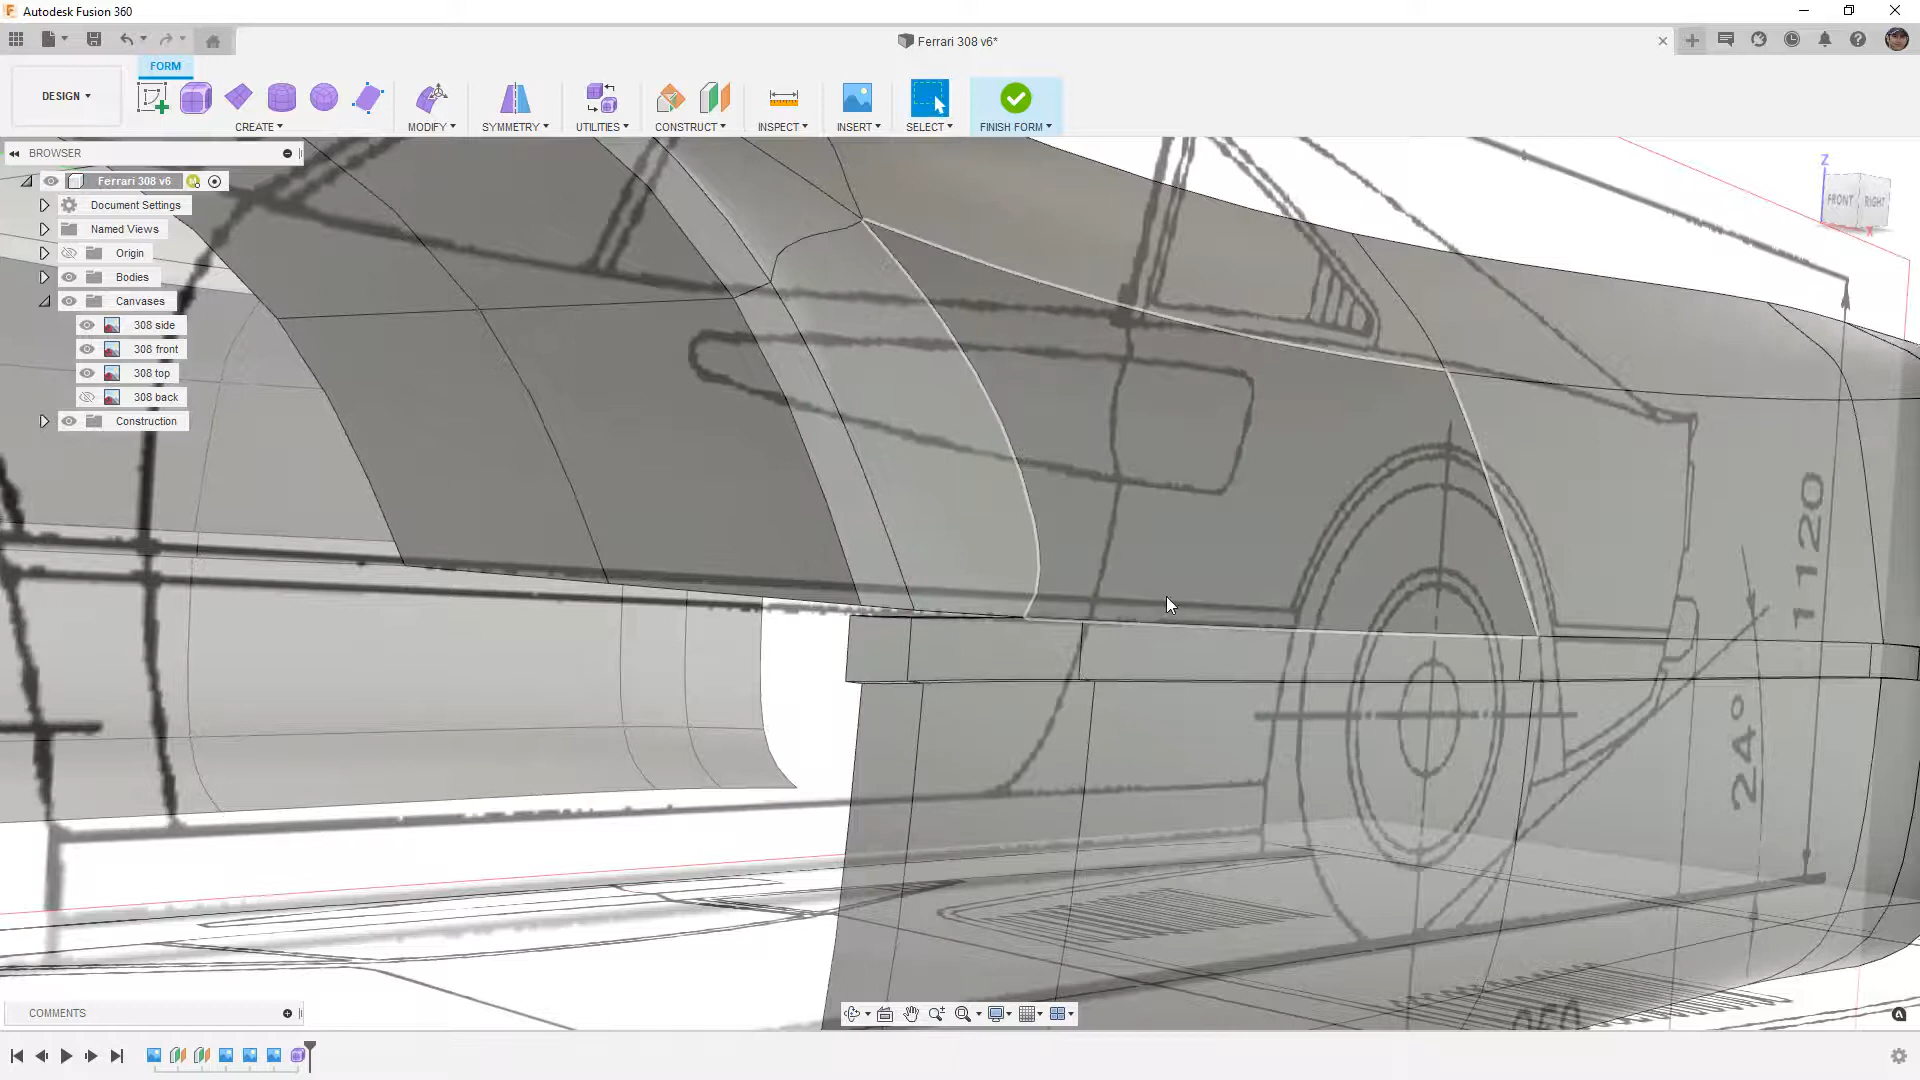 Autodesk Fusion 360
Ferrari 308 v6*
FORM
DESIGN
CREATE
MODIFY
SYMMETRY
UTILITIES
CONSTRUCT
INSPECT
INSERT
SELECT
FINISH FORM
BROWSER
Ferrari 308 v6
Document Settings
Named Views
Origin
Bodies
Canvases
308 side
308 front
308 top
308 back
Construction
Z
FRONT
RIGHT
X
1120
24°
COMMENTS